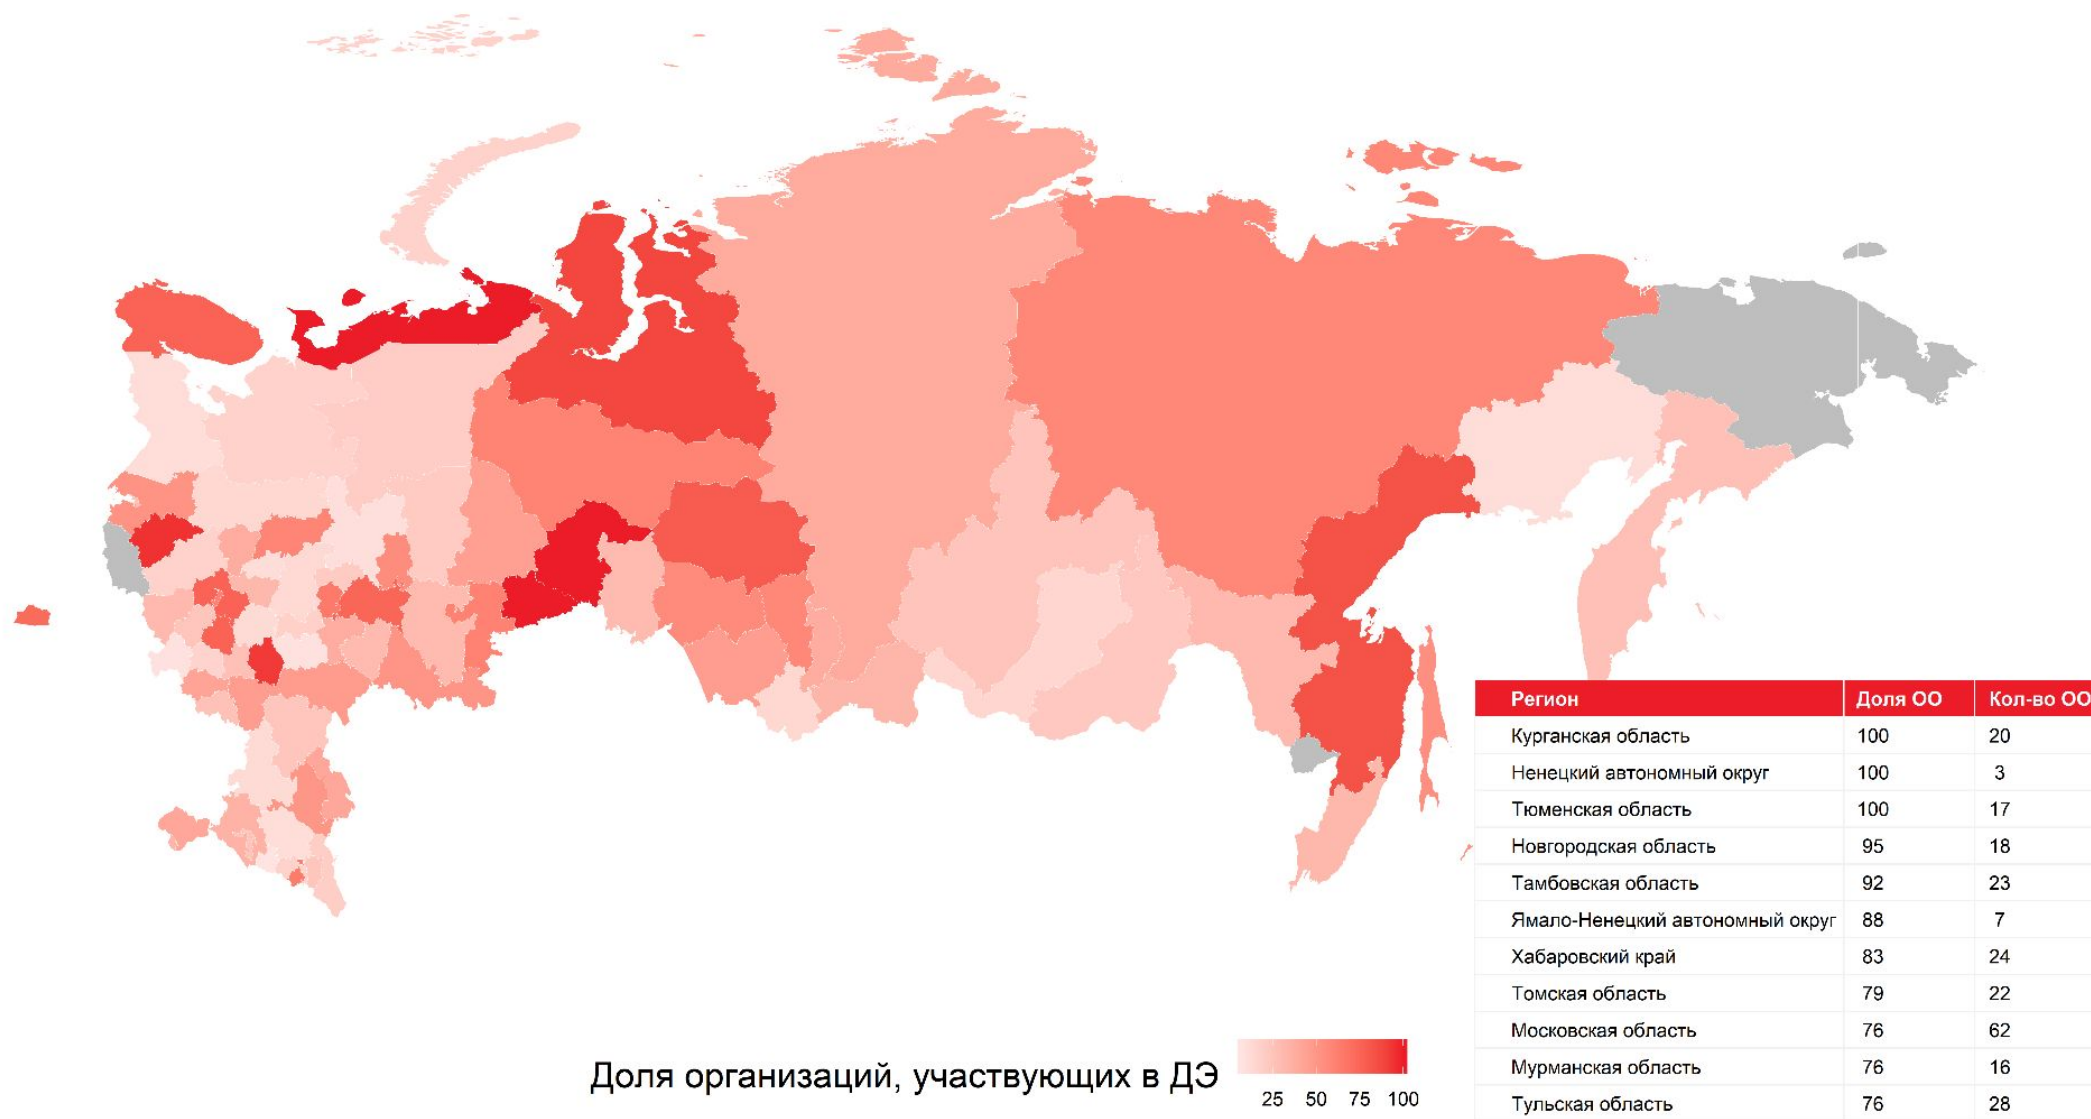 Регион Доля ОО Кол-во ОО
Курганская область 100 20
Ненецкий автономный округ 100 3
Тюменская область 100 17
Новгородская область 95 18
Тамбовская область 92 23
Ямало-Ненецкий автономный округ 88 7
Хабаровский край 83 24
Томская область 79 22
Московская область 76 62
Мурманская область 76 16
Тульская область 76 28
Доля организаций, участвующих в ДЭ
25 50 75 100